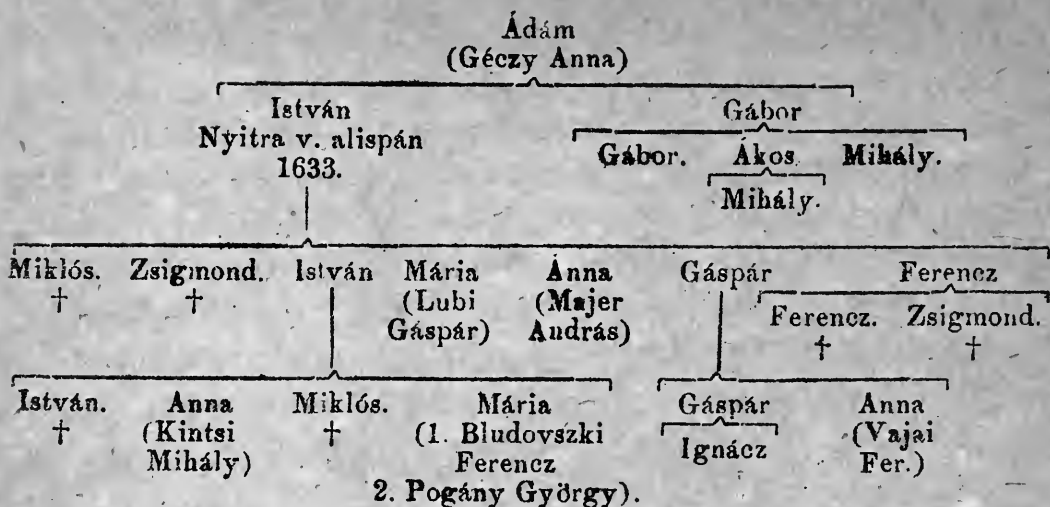 Ádám
(Géczy Anna)
István Gábor
Nyitra v. alispán Gábor. Ákos. Mihály.
1633. Mihály.
Miklós. Zsigmond. István Mária Anna Gáspár Ferencz
† † (Lubi (Majer Ferencz. Zsigmond.
Gáspár) András) † †
István. Anna Miklós. Mária Gáspár Anna
† (Kintsi † (1. Bludovszki Ignácz (Vajai
Mihály) Ferencz Fer.)
2. Pogány György).